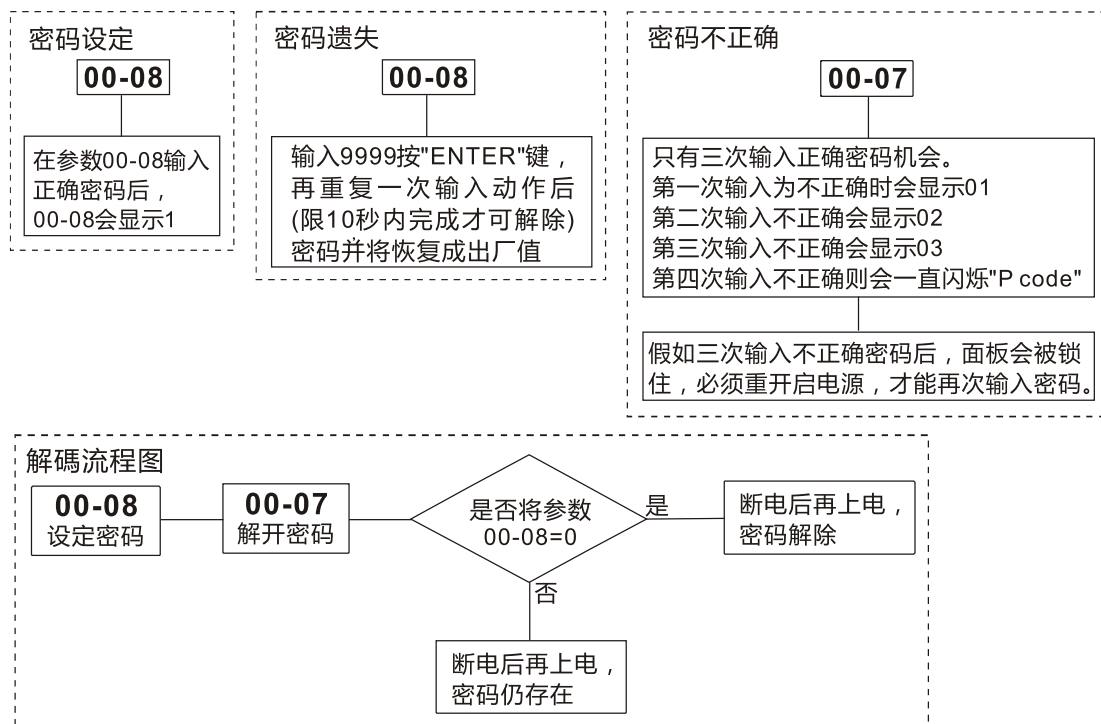 密码设定
00-08
在参数00-08输入
正确密码后，
00-08会显示1
密码遗失
00-08
输入9999按"ENTER"键，
再重复一次输入动作后
(限10秒内完成才可解除)
密码并将恢复成出厂值
密码不正确
00-07
只有三次输入正确密码机会。
第一次输入为不正确时会显示01
第二次输入不正确会显示02
第三次输入不正确会显示03
第四次输入不正确则会一直闪烁"P code"
假如三次输入不正确密码后，面板会被锁
住，必须重开启电源，才能再次输入密码。
解碼流程图
00-08
设定密码
00-07
解开密码
是否将参数
00-08=0
是
断电后再上电，
密码解除
否
断电后再上电，
密码仍存在